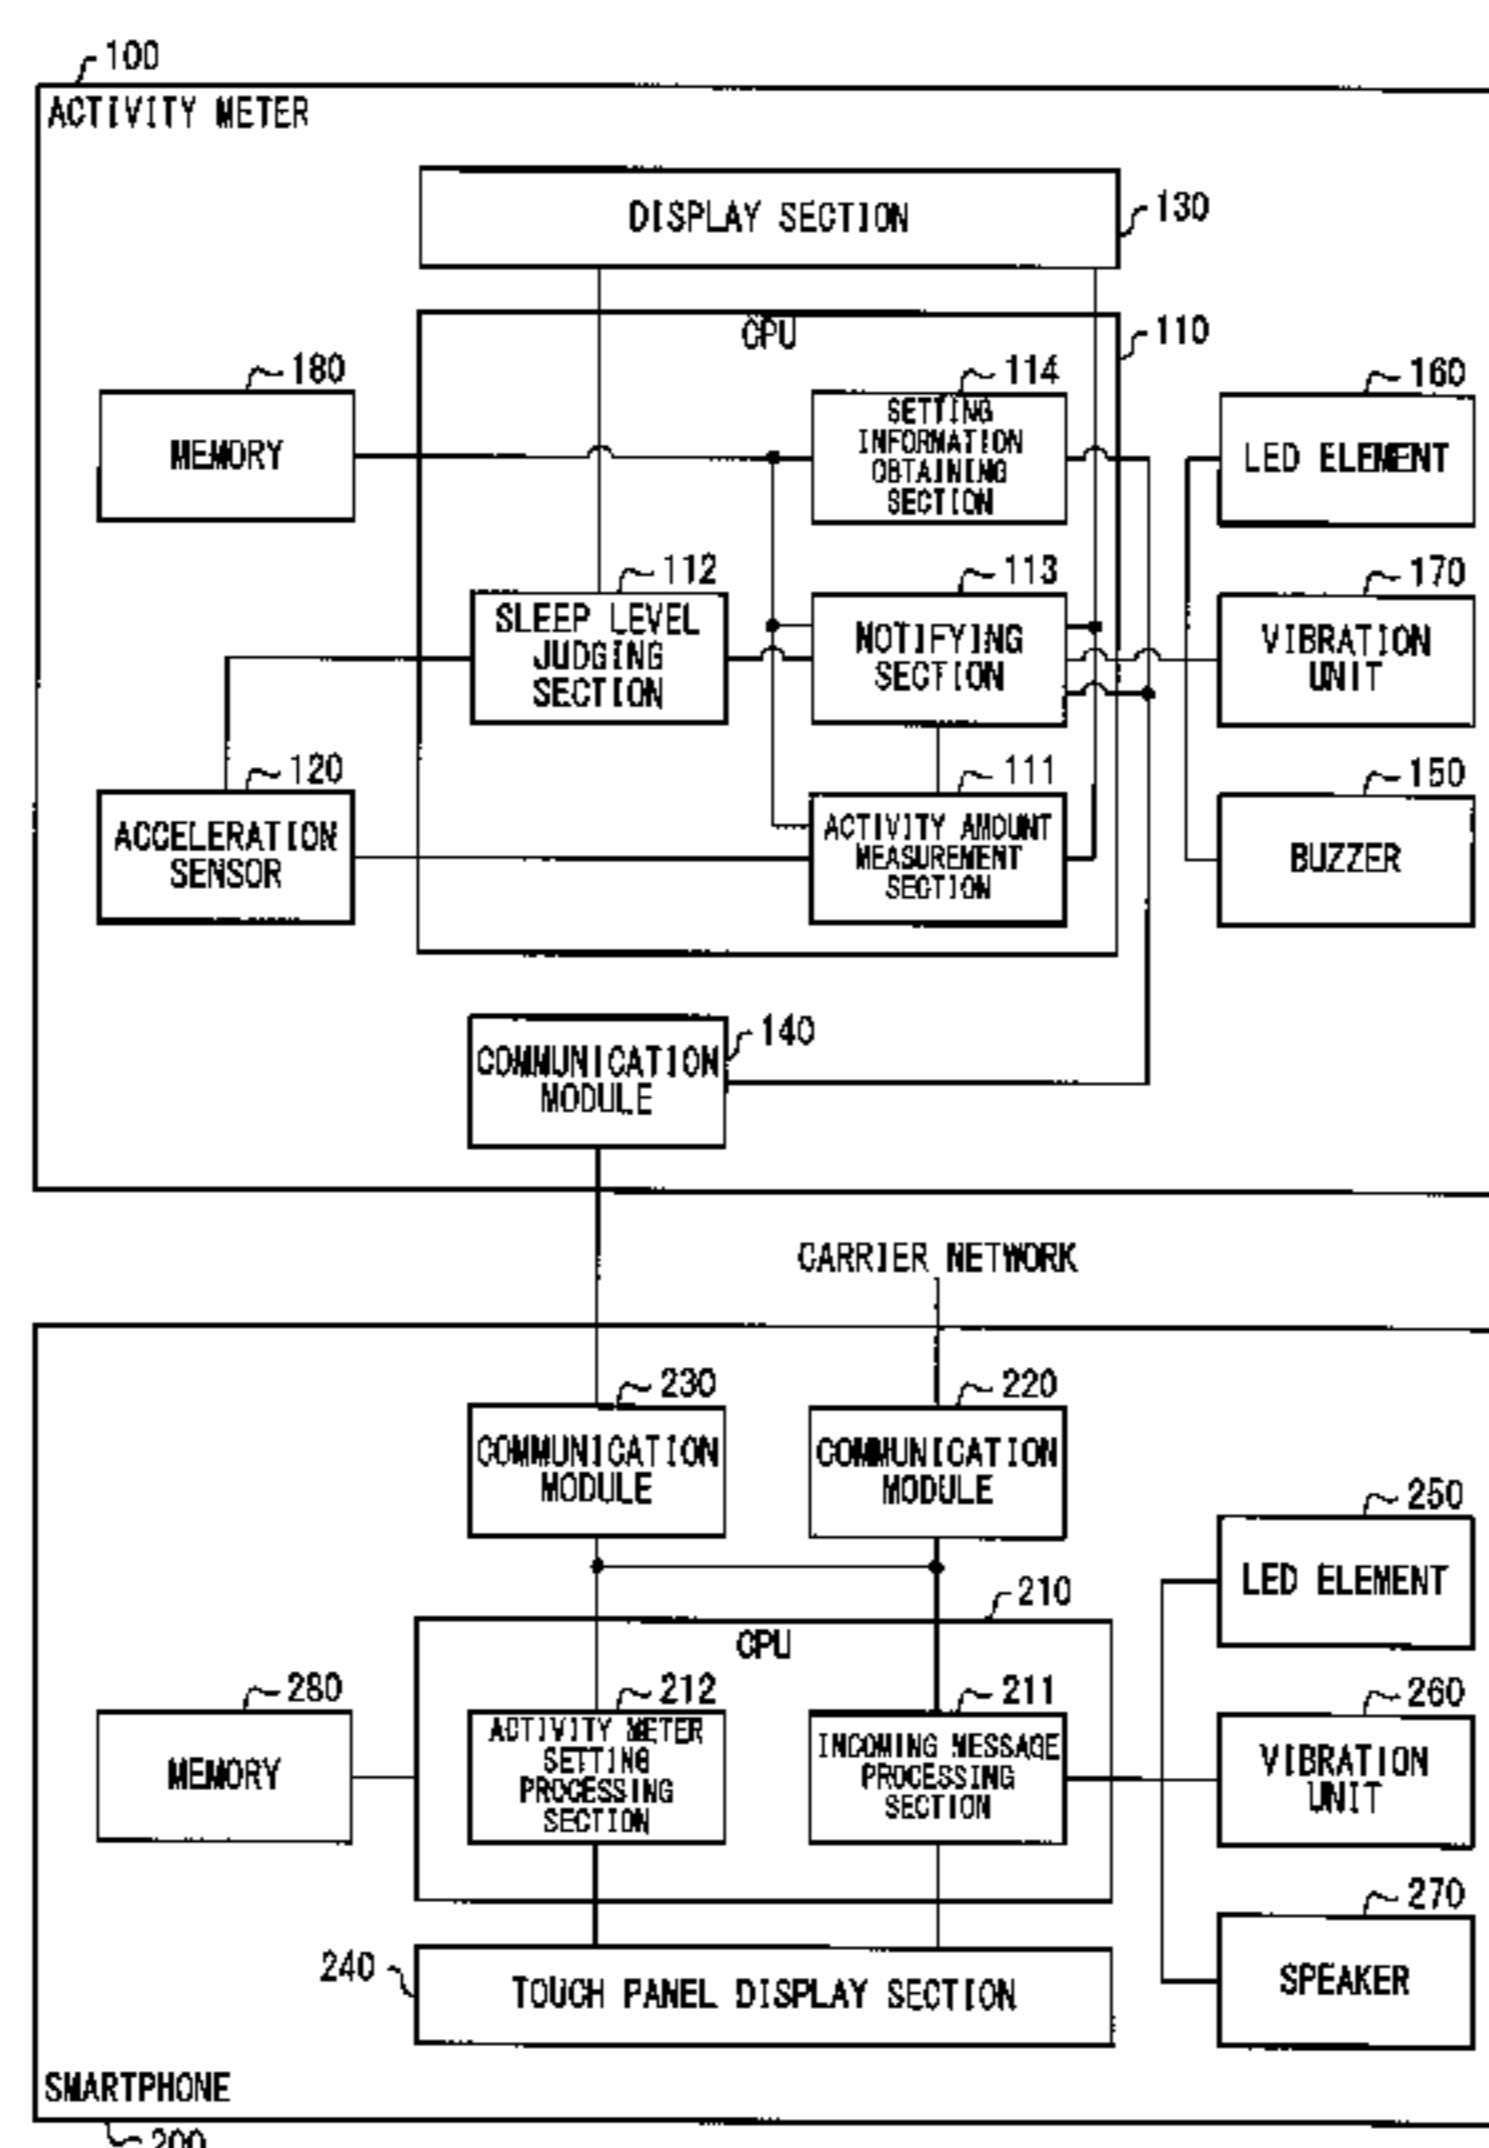 100
ACTIVITY METER
DISPLAY SECTION
130
CPU
110
180
MEMORY
114
SETTING
INFORMATION
OBTAINING
SECTION
160
LED ELEMENT
112
SLEEP LEVEL
JUDGING
SECTION
113
NOTIFYING
SECTION
170
VIBRATION
UNIT
120
ACCELERATION
SENSOR
111
ACTIVITY AMOUNT
MEASUREMENT
SECTION
150
BUZZER
140
COMMUNICATION
MODULE
CARRIER NETWORK
230
COMMUNICATION
MODULE
220
COMMUNICATION
MODULE
250
LED ELEMENT
210
CPU
280
MEMORY
212
ACTIVITY METER
SETTING
PROCESSING
SECTION
211
INCOMING MESSAGE
PROCESSING
SECTION
260
VIBRATION
UNIT
240
TOUCH PANEL DISPLAY SECTION
270
SPEAKER
SMARTPHONE
200